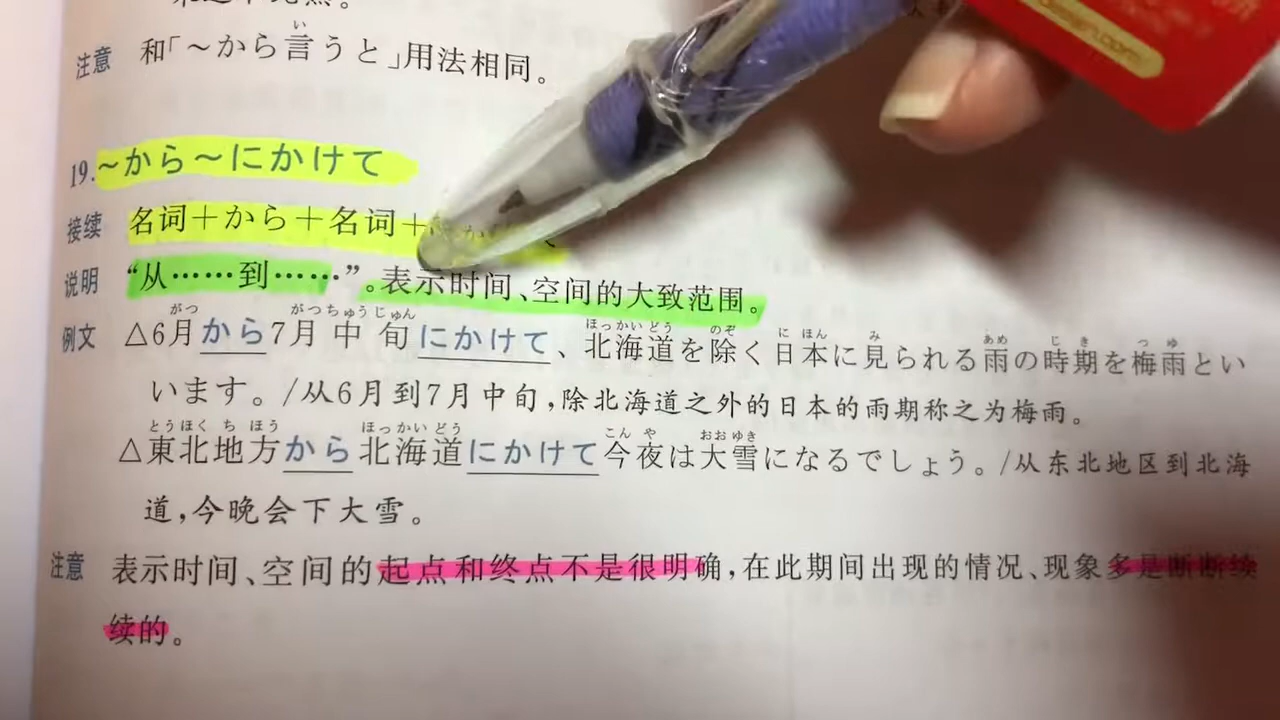 注意 和「～から言うと」用法相同。
19.～から～にかけて
接续 名词＋から＋名词＋
说明 “从……到……”。表示时间、空间的大致范围。
例文 △6月から7月中旬にかけて、北海道を除く日本に見られる雨の時期を梅雨とい
います。/从6月到7月中旬,除北海道之外的日本的雨期称之为梅雨。
△東北地方から北海道にかけて今夜は大雪になるでしょう。/从东北地区到北海
道,今晚会下大雪。
注意 表示时间、空间的起点和终点不是很明确,在此期间出现的情况、现象多是断断续
续的。